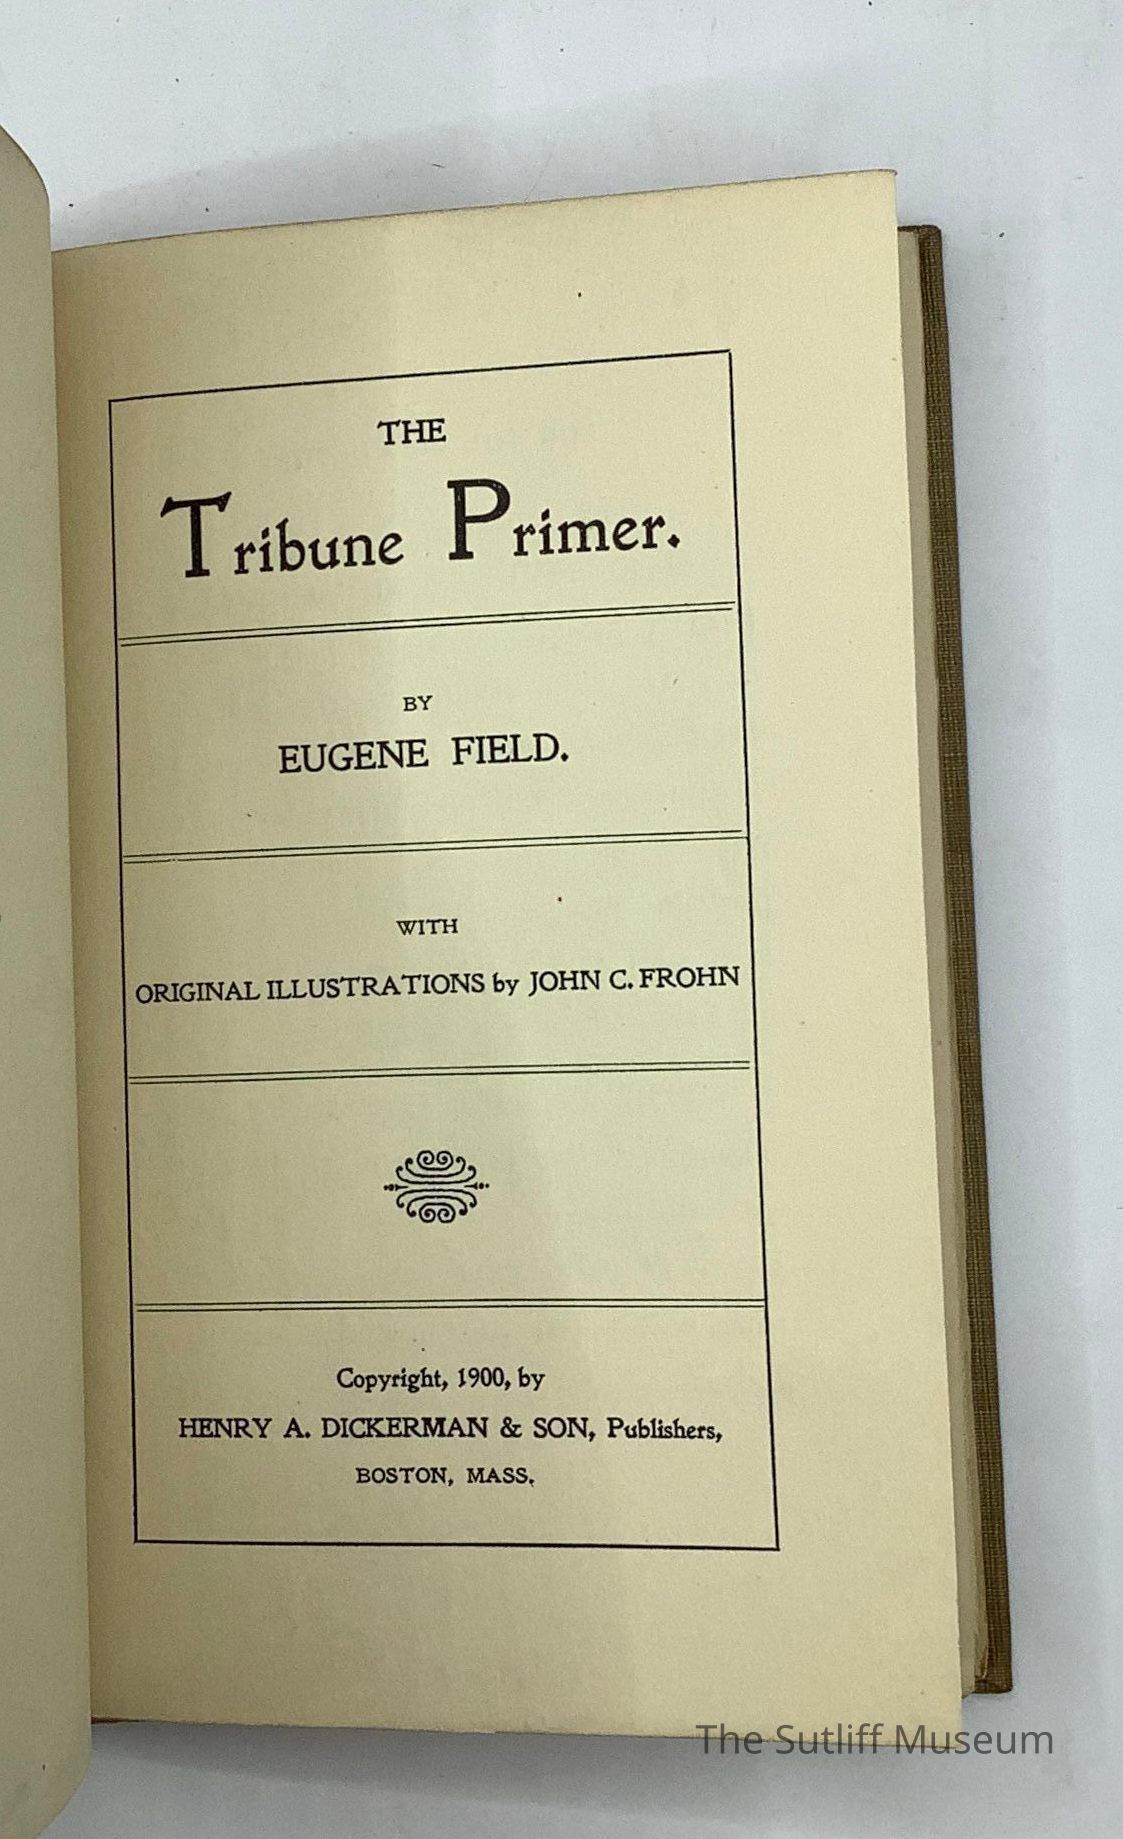 THE
Tribune Primer.
BY
EUGENE FIELD.
WITH
ORIGINAL ILLUSTRATIONS by JOHN C. FROHN
Copyright, 1900, by
HENRY A. DICKERMAN & SON, Publishers,
BOSTON, MASS.
The Sutliff Museum